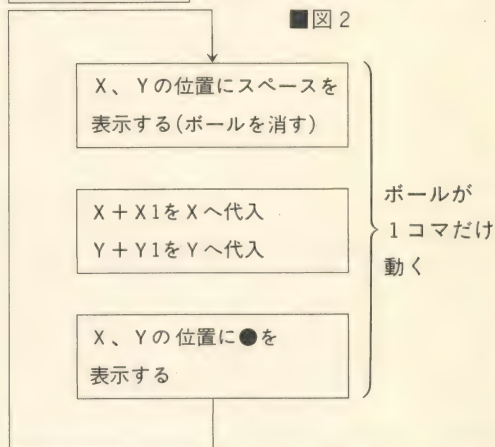 ■図2
X、Yの位置にスペースを
表示する(ボールを消す)
X+X1をXへ代入
Y+Y1をYへ代入
X、Yの位置に●を
表示する
ボールが
1コマだけ
動く